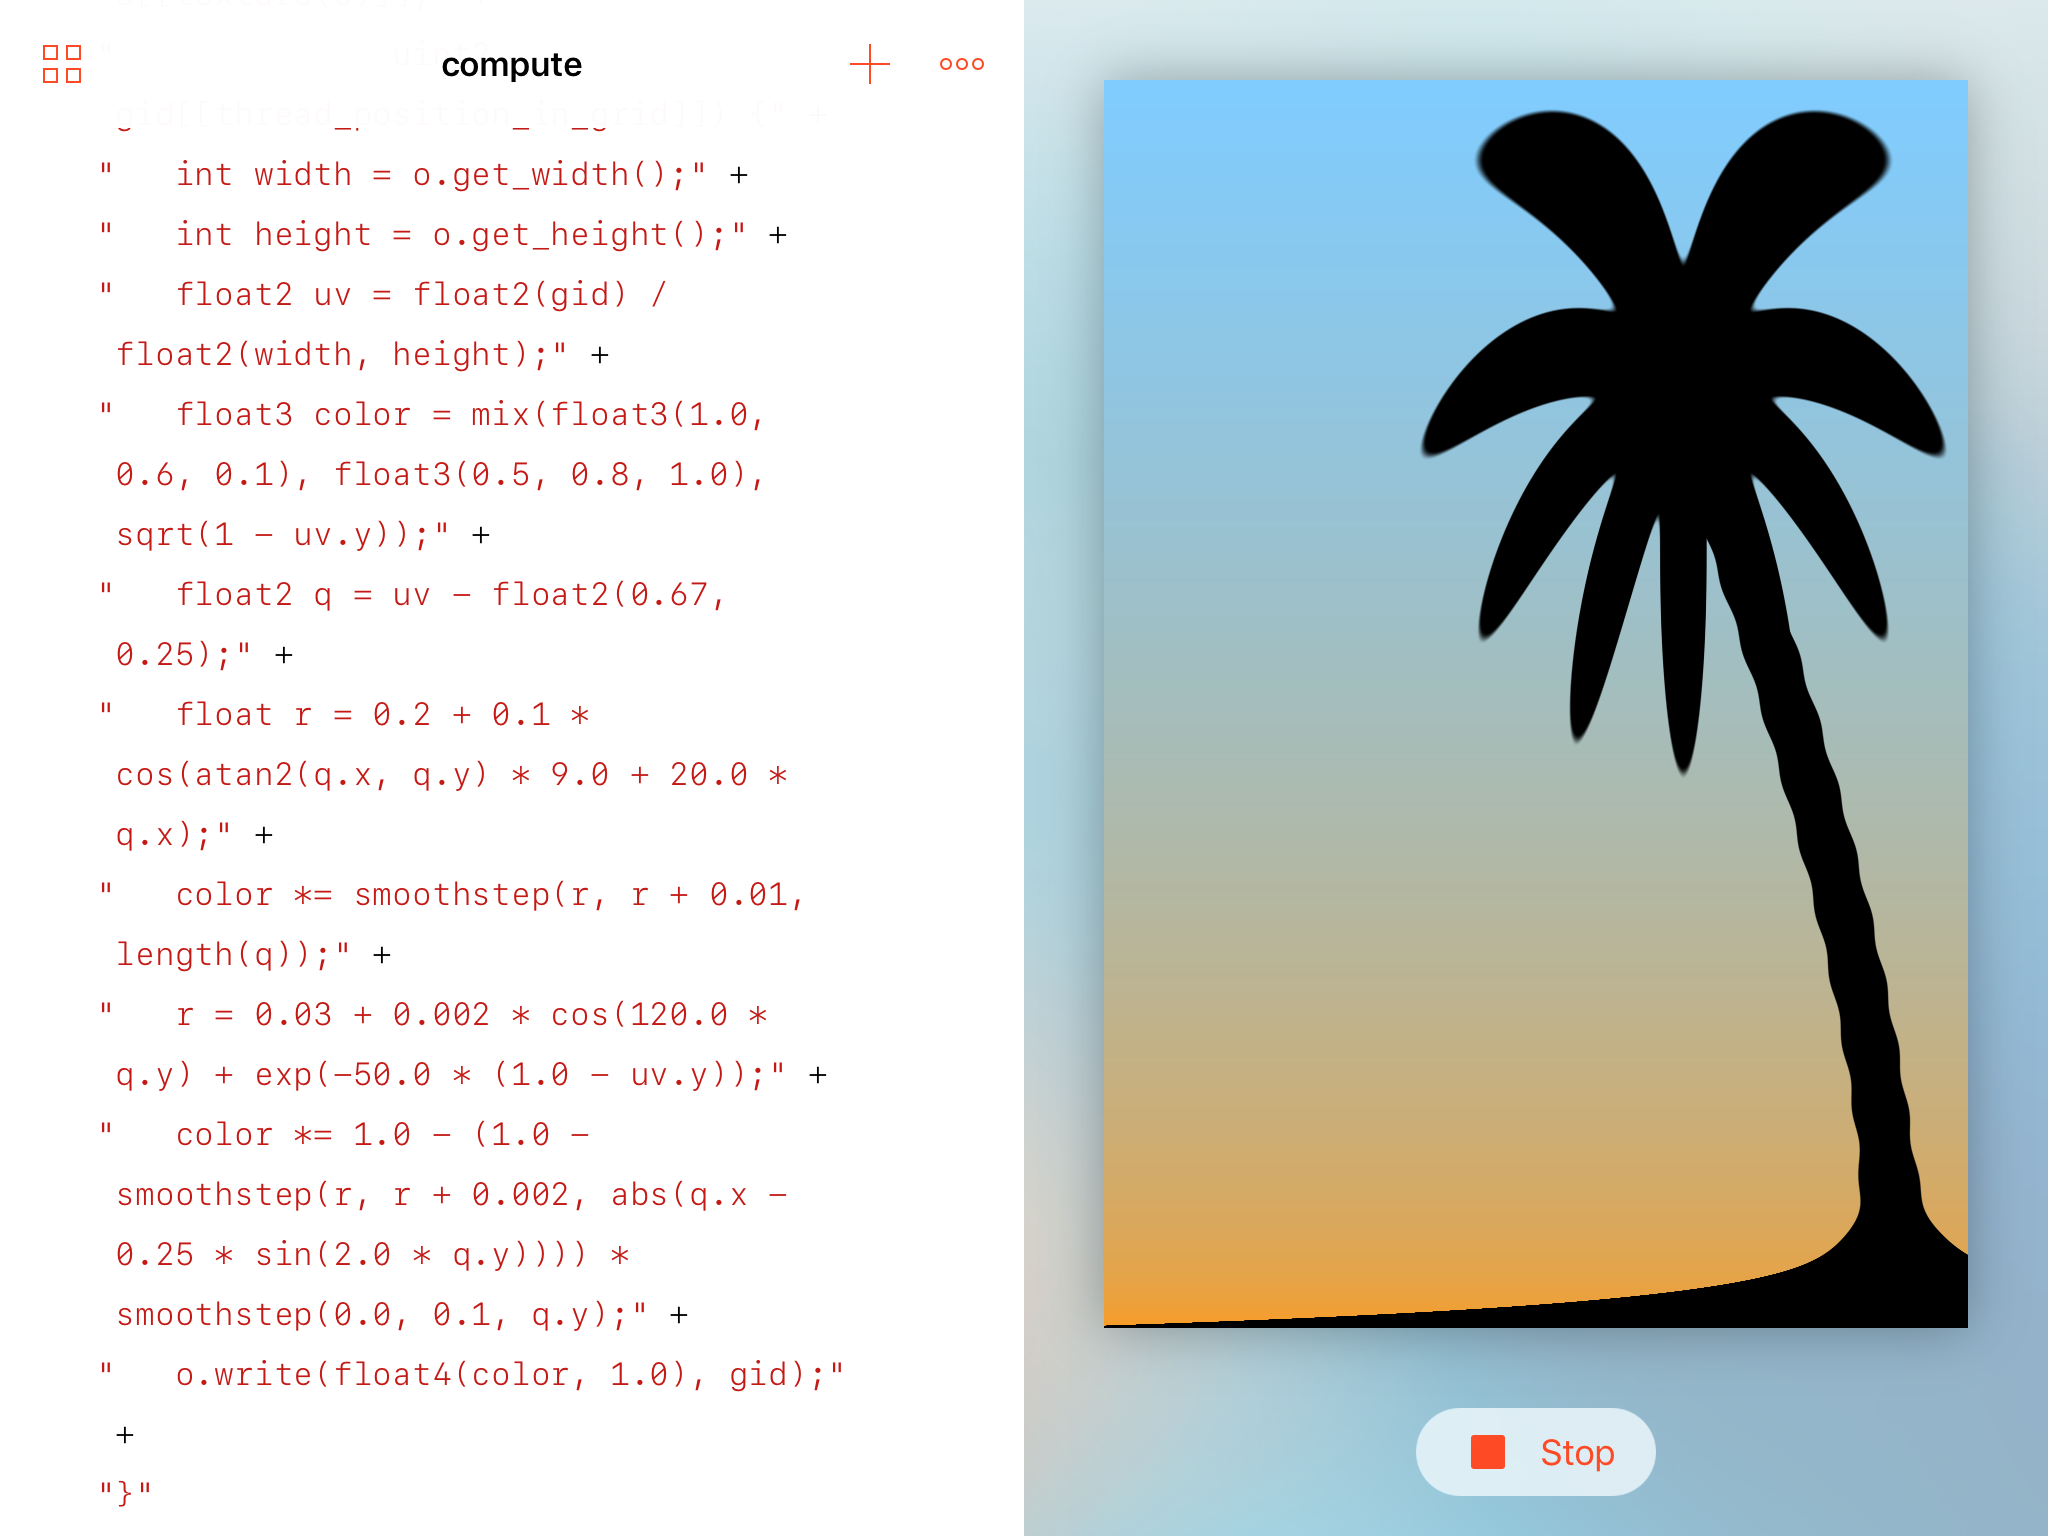 compute
gid[[thread_position_in_grid]]) {" +
"   int width = o.get_width();" +
"   int height = o.get_height();" +
"   float2 uv = float2(gid) /
float2(width, height);" +
"   float3 color = mix(float3(1.0,
0.6, 0.1), float3(0.5, 0.8, 1.0),
sqrt(1 - uv.y));" +
"   float2 q = uv - float2(0.67,
0.25);" +
"   float r = 0.2 + 0.1 *
cos(atan2(q.x, q.y) * 9.0 + 20.0 *
q.x);" +
"   color *= smoothstep(r, r + 0.01,
length(q));" +
"   r = 0.03 + 0.002 * cos(120.0 *
q.y) + exp(-50.0 * (1.0 - uv.y));" +
"   color *= 1.0 - (1.0 -
smoothstep(r, r + 0.002, abs(q.x -
0.25 * sin(2.0 * q.y)))) *
smoothstep(0.0, 0.1, q.y);" +
"   o.write(float4(color, 1.0), gid);"
+
"}"
Stop